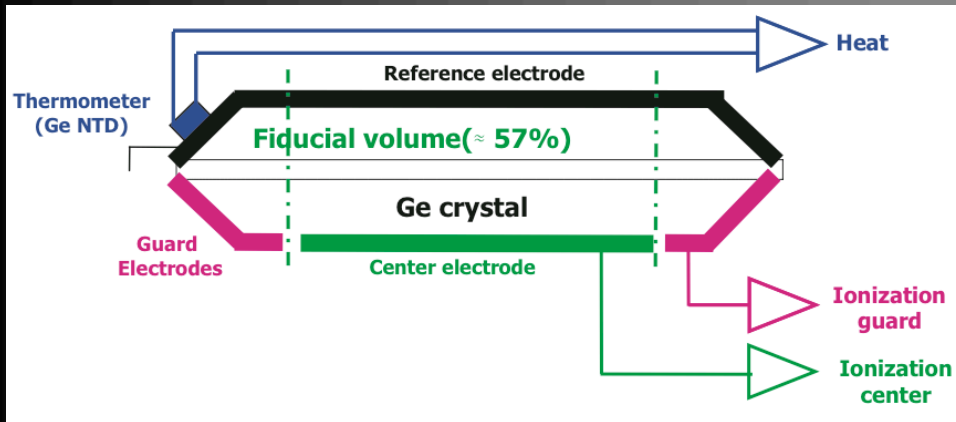 Heat
Reference electrode
Thermometer
(Ge NTD)
Fiducial volume(≈ 57%)
Ge crystal
Guard
Electrodes
Center electrode
Ionization
guard
Ionization
center